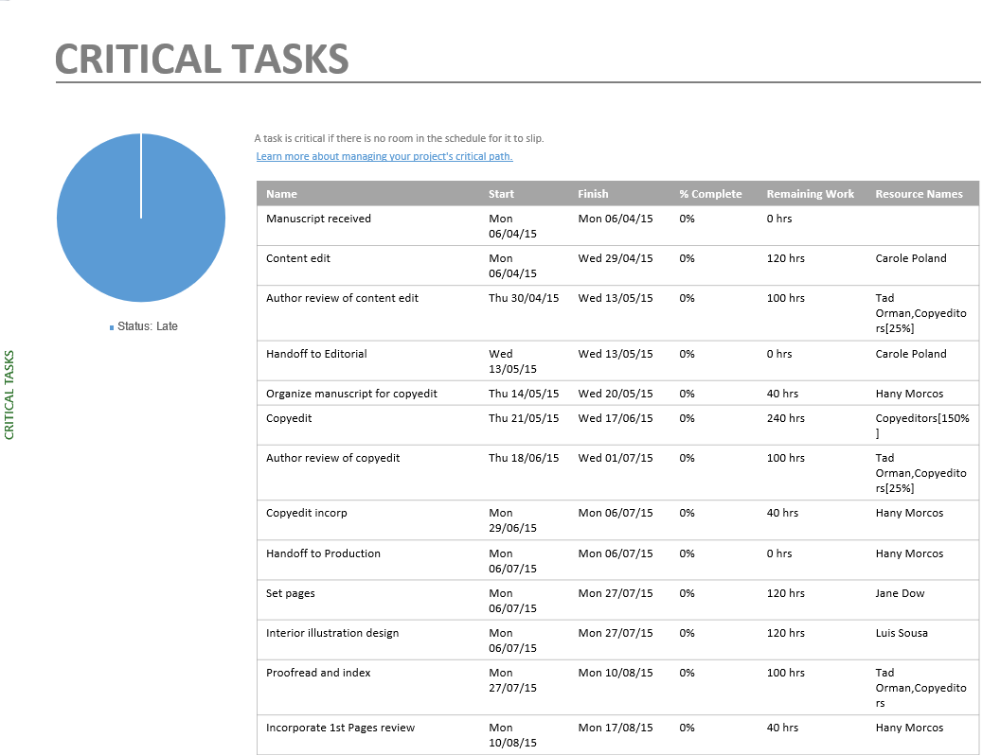 CRITICAL TASKS
A task is critical if there is no room in the schedule for it to slip.
Learn more about managing your project's critical path.
Status: Late
CRITICAL TASKS
Name Start Finish % Complete Remaining Work Resource Names
Manuscript received Mon Mon 06/04/15 0% 0 hrs
06/04/15
Content edit Mon Wed 29/04/15 0% 120 hrs Carole Poland
06/04/15
Author review of content edit Thu 30/04/15 Wed 13/05/15 0% 100 hrs Tad
Orman,Copyedito
rs[25%]
Handoff to Editorial Wed Wed 13/05/15 0% 0 hrs Carole Poland
13/05/15
Organize manuscript for copyedit Thu 14/05/15 Wed 20/05/15 0% 40 hrs Hany Morcos
Copyedit Thu 21/05/15 Wed 17/06/15 0% 240 hrs Copyeditors[150%
]
Author review of copyedit Thu 18/06/15 Wed 01/07/15 0% 100 hrs Tad
Orman,Copyedito
rs[25%]
Copyedit incorp Mon Mon 06/07/15 0% 40 hrs Hany Morcos
29/06/15
Handoff to Production Mon Mon 06/07/15 0% 0 hrs Hany Morcos
06/07/15
Set pages Mon Mon 27/07/15 0% 120 hrs Jane Dow
06/07/15
Interior illustration design Mon Mon 27/07/15 0% 120 hrs Luis Sousa
06/07/15
Proofread and index Mon Mon 10/08/15 0% 100 hrs Tad
27/07/15 Orman,Copyedito
rs
Incorporate 1st Pages review Mon Mon 17/08/15 0% 40 hrs Hany Morcos
10/08/15